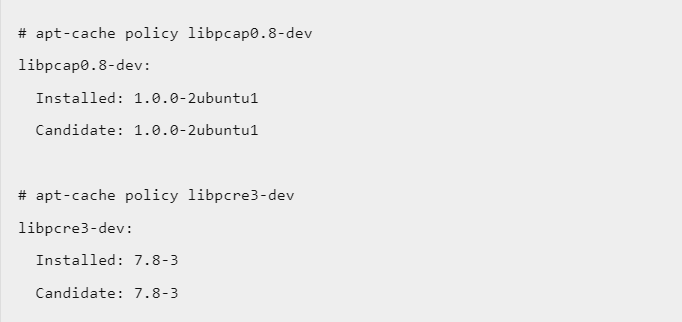 # apt-cache policy libpcap0.8-dev
libpcap0.8-dev:
  Installed: 1.0.0-2ubuntu1
  Candidate: 1.0.0-2ubuntu1

# apt-cache policy libpcre3-dev
libpcre3-dev:
  Installed: 7.8-3
  Candidate: 7.8-3